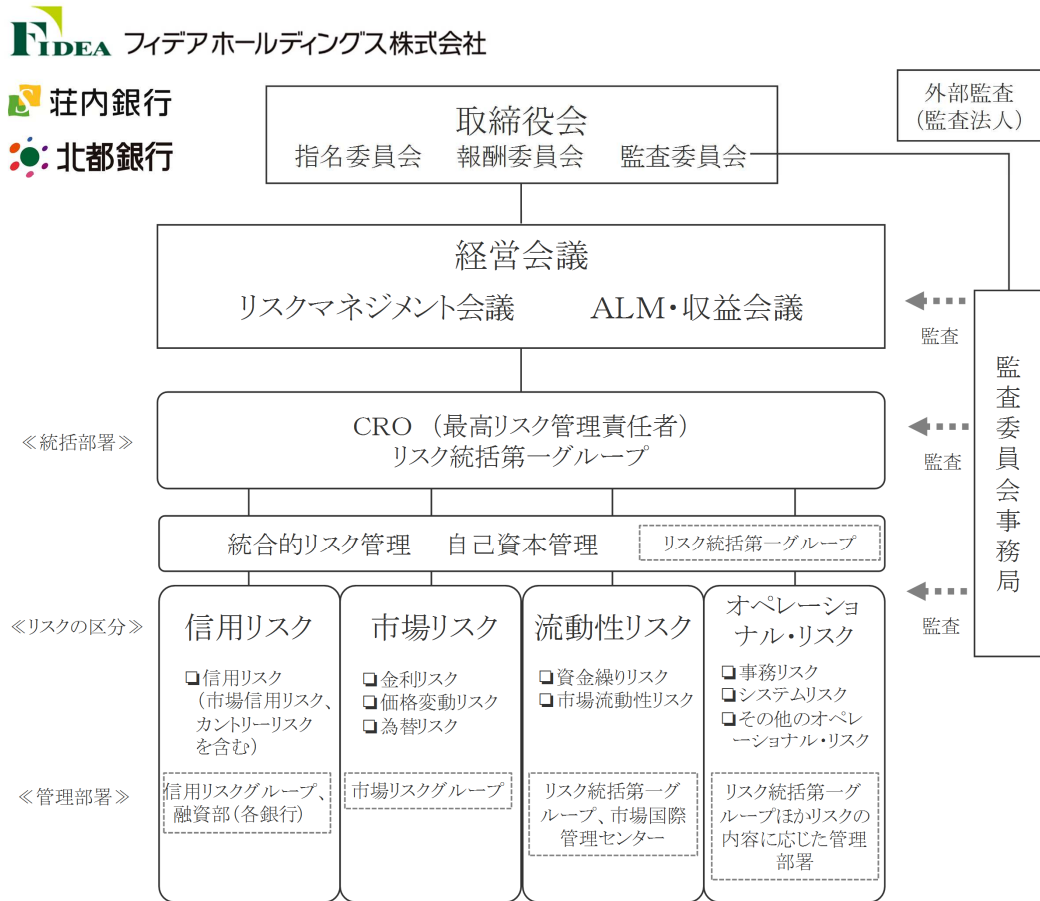 FIDEA フィデアホールディングス株式会社
荘内銀行
北都銀行
取締役会
指名委員会 報酬委員会 監査委員会
外部監査
（監査法人）
経営会議
リスクマネジメント会議 ALM・収益会議
監査
CRO （最高リスク管理責任者）
リスク統括第一グループ
≪統括部署≫
監査
監査委員会事務局
統合的リスク管理 自己資本管理 リスク統括第一グループ
≪リスクの区分≫
信用リスク
❏信用リスク
（市場信用リスク、
カントリーリスク
を含む）
市場リスク
❏金利リスク
❏価格変動リスク
❏為替リスク
流動性リスク
❏資金繰りリスク
❏市場流動性リスク
オペレーショ
ナル・リスク
❏事務リスク
❏システムリスク
❏その他のオペレ
ーショナル・リスク
監査
≪管理部署≫
信用リスクグループ、
融資部（各銀行）
市場リスクグループ
リスク統括第一グ
ループ、市場国際
管理センター
リスク統括第一グ
ループほかリスクの
内容に応じた管理
部署